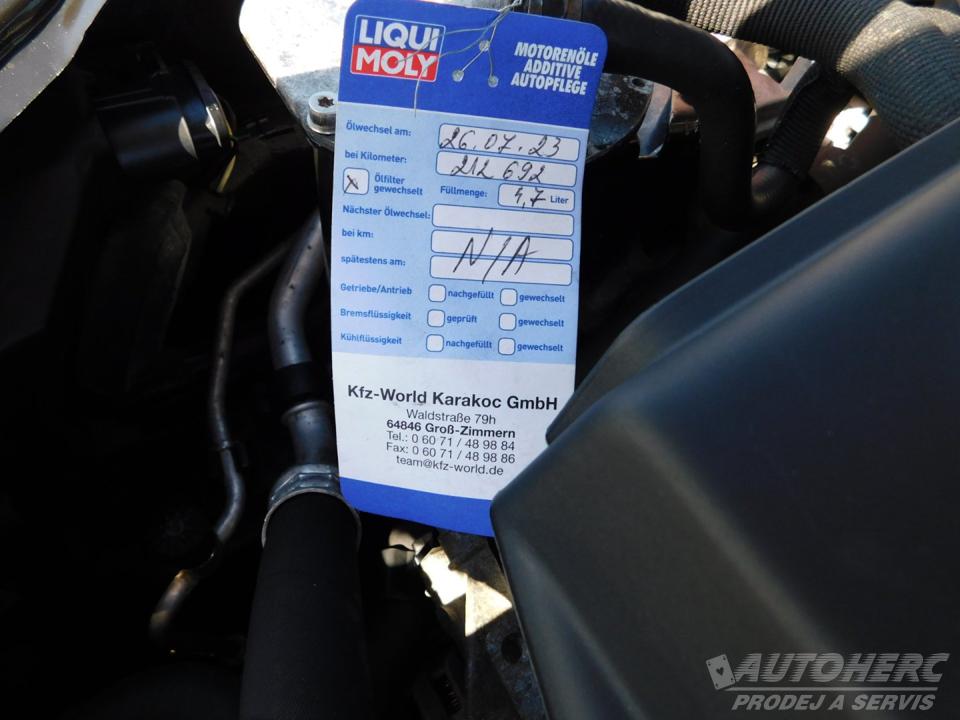 LIQUI
MOLY
MOTORENÖLE
ADDITIVE
AUTOPFLEGE
Ölwechsel am: 26.07.23
bei Kilometer: 212 692
X Ölfilter gewechselt Füllmenge: 4,7 Liter
Nächster Ölwechsel:
bei km: N/A
spätestens am:
Getriebe/Antrieb nachgefüllt gewechselt
Bremsflüssigkeit geprüft gewechselt
Kühlflüssigkeit nachgefüllt gewechselt
Kfz-World Karakoc GmbH
Waldstraße 79h
64846 Groß-Zimmern
Tel.: 0 60 71 / 48 98 84
Fax: 0 60 71 / 48 98 86
team@kfz-world.de
AUTOHERC
PRODEJ A SERVIS